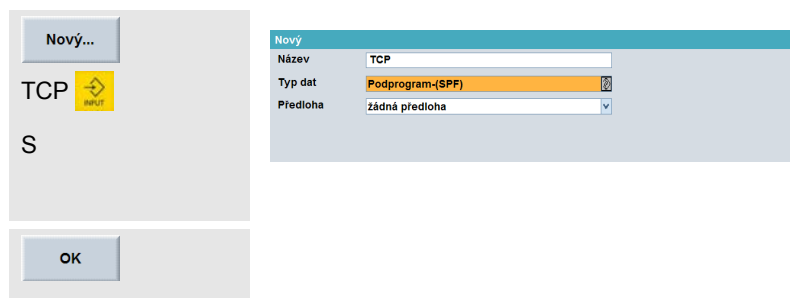 Nový...
TCP INPUT
S
OK
Nový
Název TCP
Typ dat Podprogram-(SPF)
Předloha žádná předloha